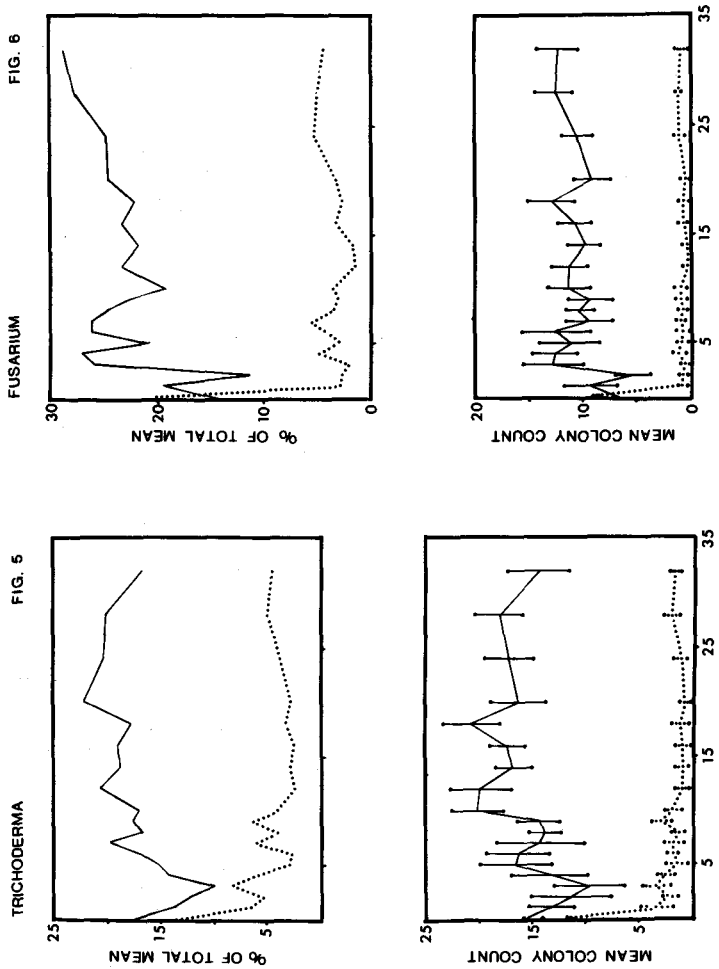 TRICHODERMA FIG. 5
25
15
5
% OF TOTAL MEAN
25
15
5
MEAN COLONY COUNT
5 15 25 35
FUSARIUM FIG. 6
30
20
10
0
% OF TOTAL MEAN
20
10
0
MEAN COLONY COUNT
5 15 25 35